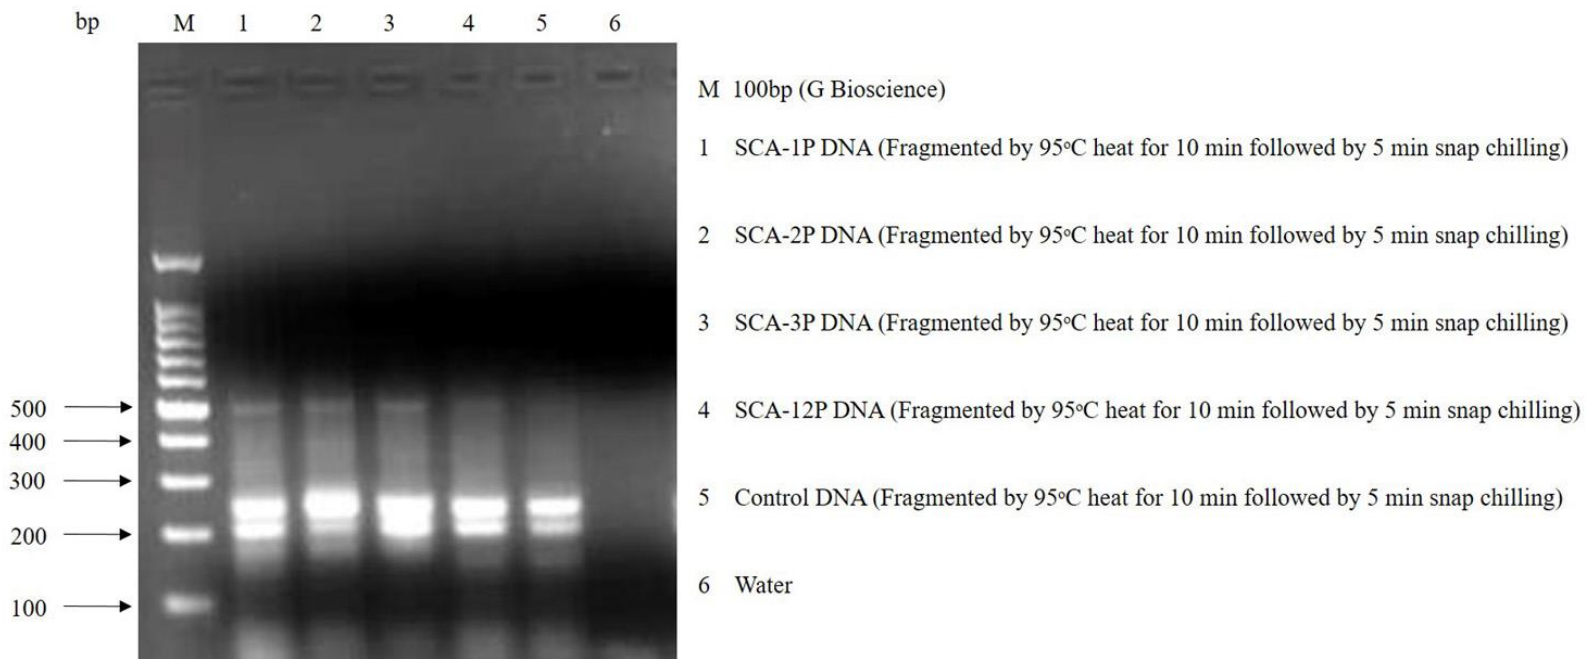 bp M 1 2 3 4 5 6
M 100bp (G Bioscience)
1 SCA-1P DNA (Fragmented by 95°C heat for 10 min followed by 5 min snap chilling)
2 SCA-2P DNA (Fragmented by 95°C heat for 10 min followed by 5 min snap chilling)
3 SCA-3P DNA (Fragmented by 95°C heat for 10 min followed by 5 min snap chilling)
500
4 SCA-12P DNA (Fragmented by 95°C heat for 10 min followed by 5 min snap chilling)
400
300
5 Control DNA (Fragmented by 95°C heat for 10 min followed by 5 min snap chilling)
200
6 Water
100